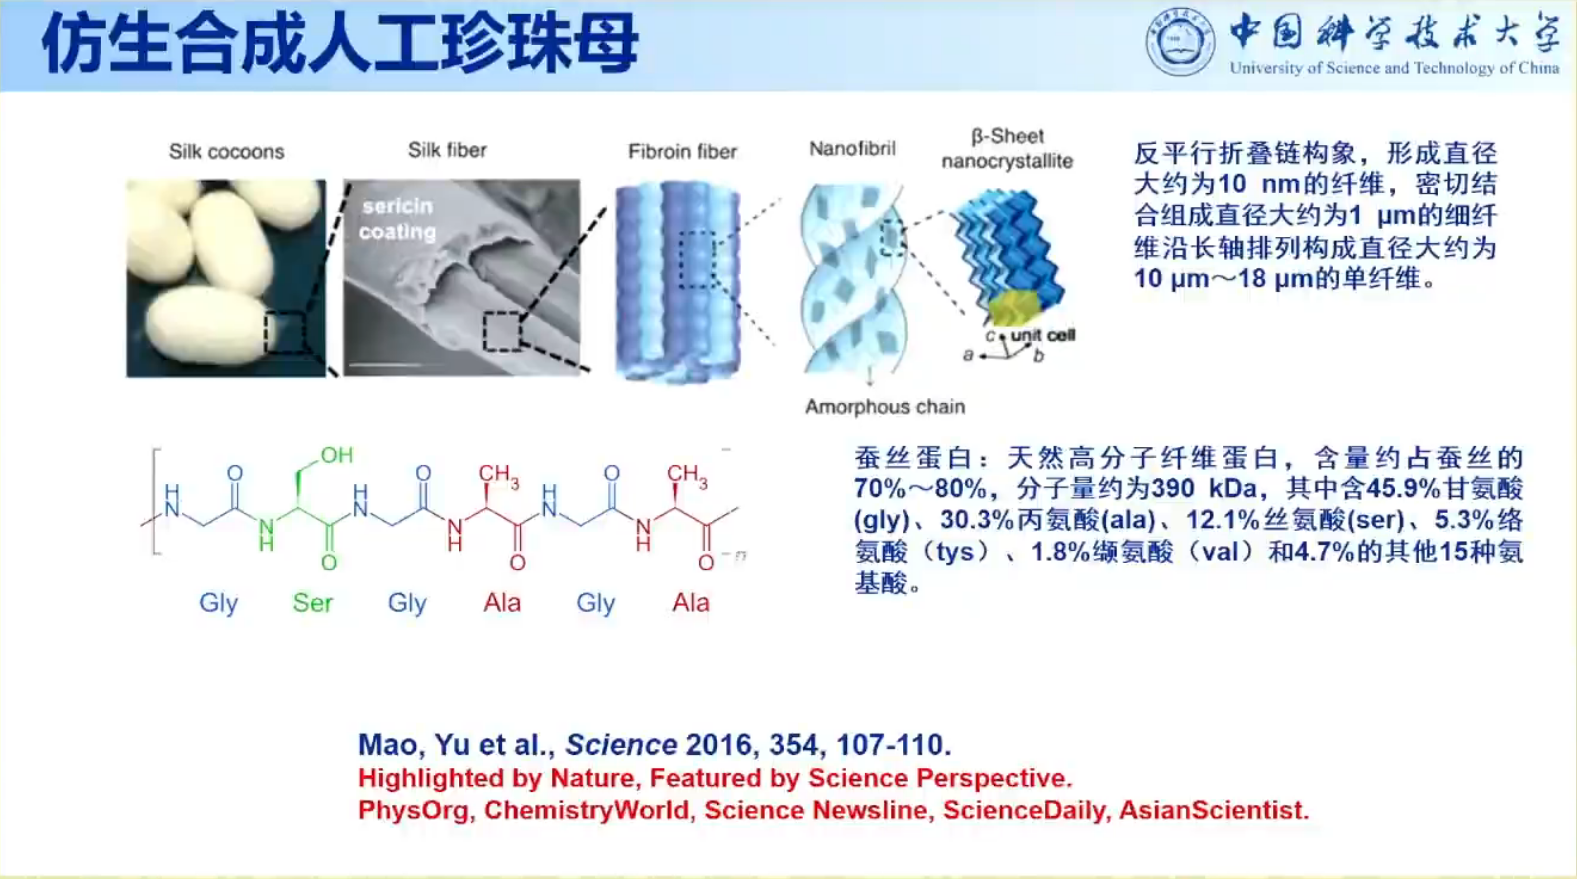 仿生合成人工珍珠母
中国科学技术大学
University of Science and Technology of China
Silk cocoons
Silk fiber
Fibroin fiber
Nanofibril
β-Sheet
nanocrystallite
sericin
coating
c
unit cell
a
b
Amorphous chain
反平行折叠链构象，形成直径
大约为10 nm的纤维，密切结
合组成直径大约为1 μm的细纤
维沿长轴排列构成直径大约为
10 μm～18 μm的单纤维。
OH
O
O
CH3
O
CH3
H
N
H
N
H
N
N
H
N
H
N
H
O
O
O
n
Gly
Ser
Gly
Ala
Gly
Ala
蚕丝蛋白：天然高分子纤维蛋白，含量约占蚕丝的
70%～80%，分子量约为390 kDa，其中含45.9%甘氨酸
(gly)、30.3%丙氨酸(ala)、12.1%丝氨酸(ser)、5.3%络
氨酸（tys）、1.8%缬氨酸（val）和4.7%的其他15种氨
基酸。
Mao, Yu et al., Science 2016, 354, 107-110.
Highlighted by Nature, Featured by Science Perspective.
PhysOrg, ChemistryWorld, Science Newsline, ScienceDaily, AsianScientist.